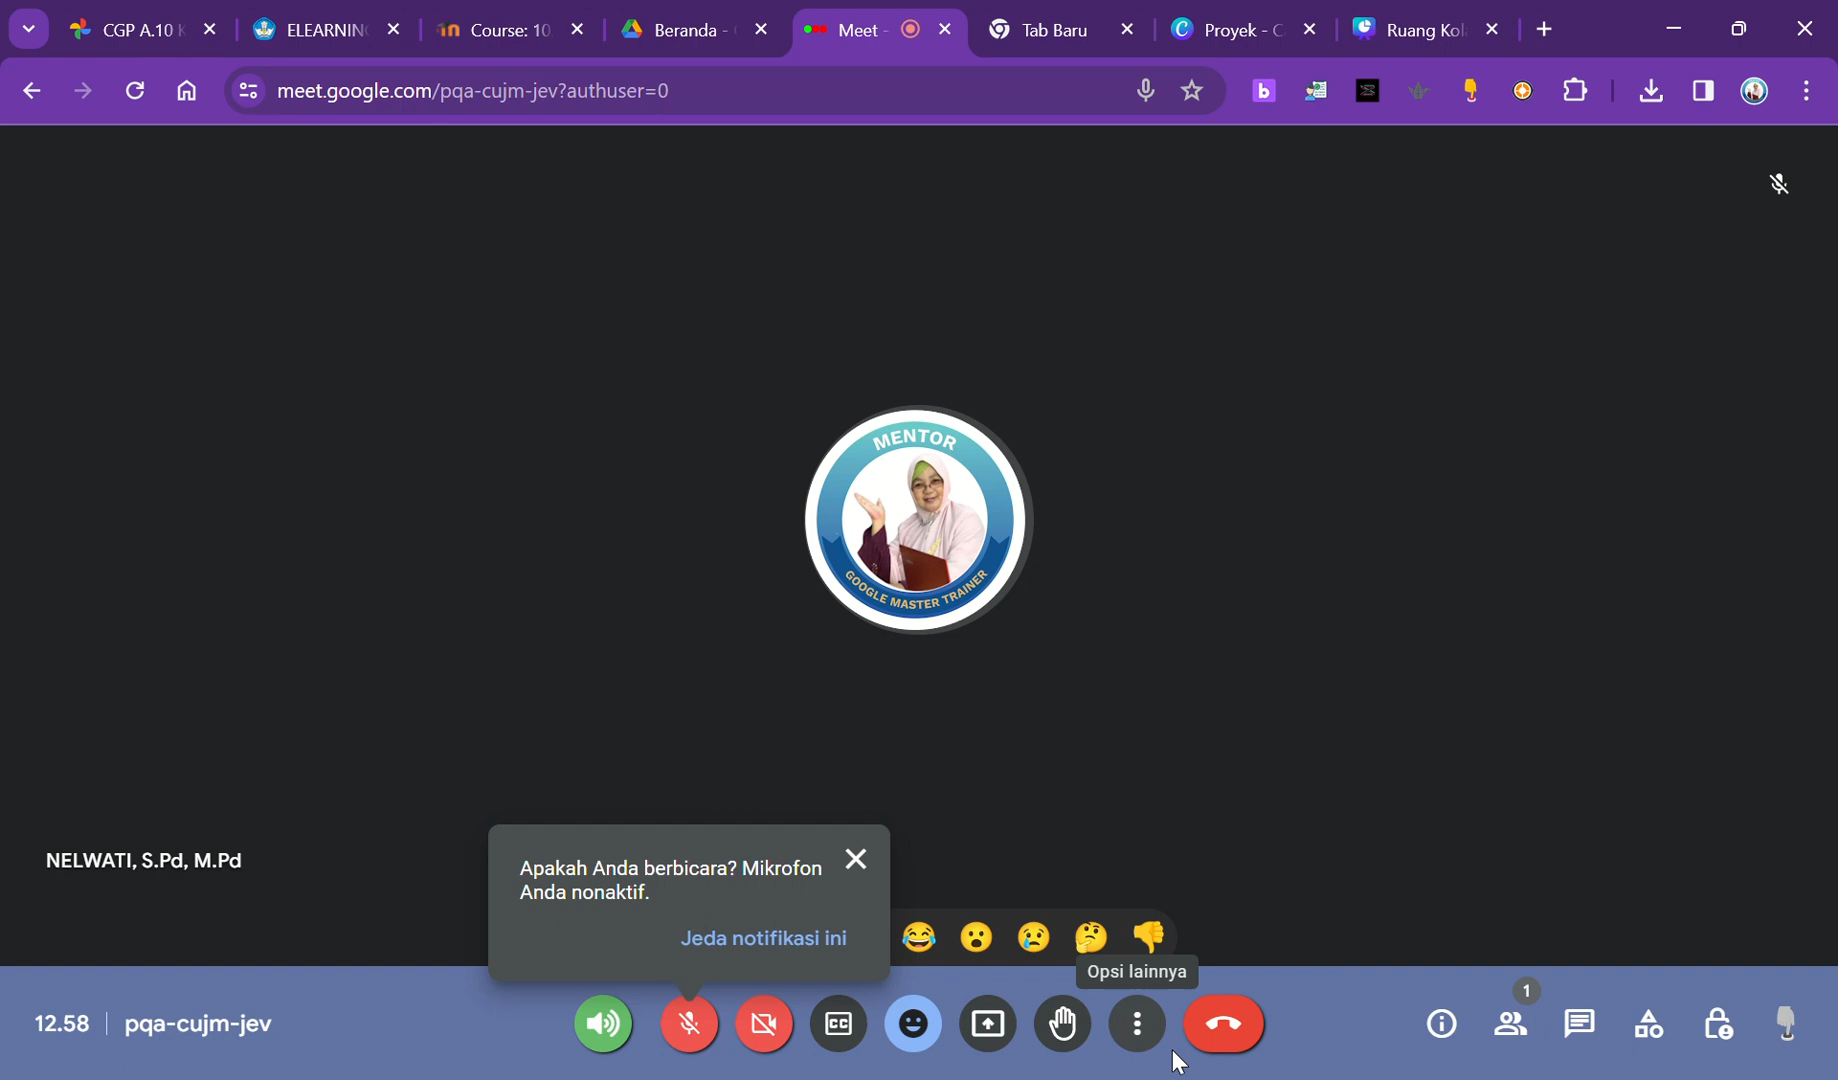 CGP A.10
ELEARNIN
Course: 10
Beranda -
Meet -
Tab Baru
Proyek - C
Ruang Kol
meet.google.com/pqa-cujm-jev?authuser=0
b
MENTOR
GOOGLE MASTER TRAINER
NELWATI, S.Pd, M.Pd
Apakah Anda berbicara? Mikrofon
Anda nonaktif.
Jeda notifikasi ini
Opsi lainnya
1
12.58 | pqa-cujm-jev
CC